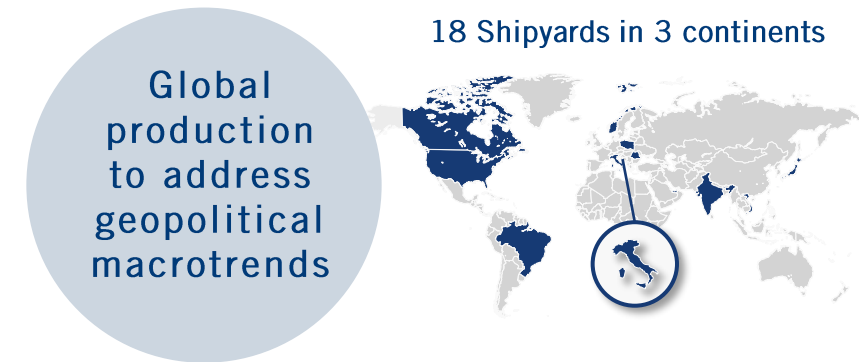 Global
production
to address
geopolitical
macrotrends
18 Shipyards in 3 continents